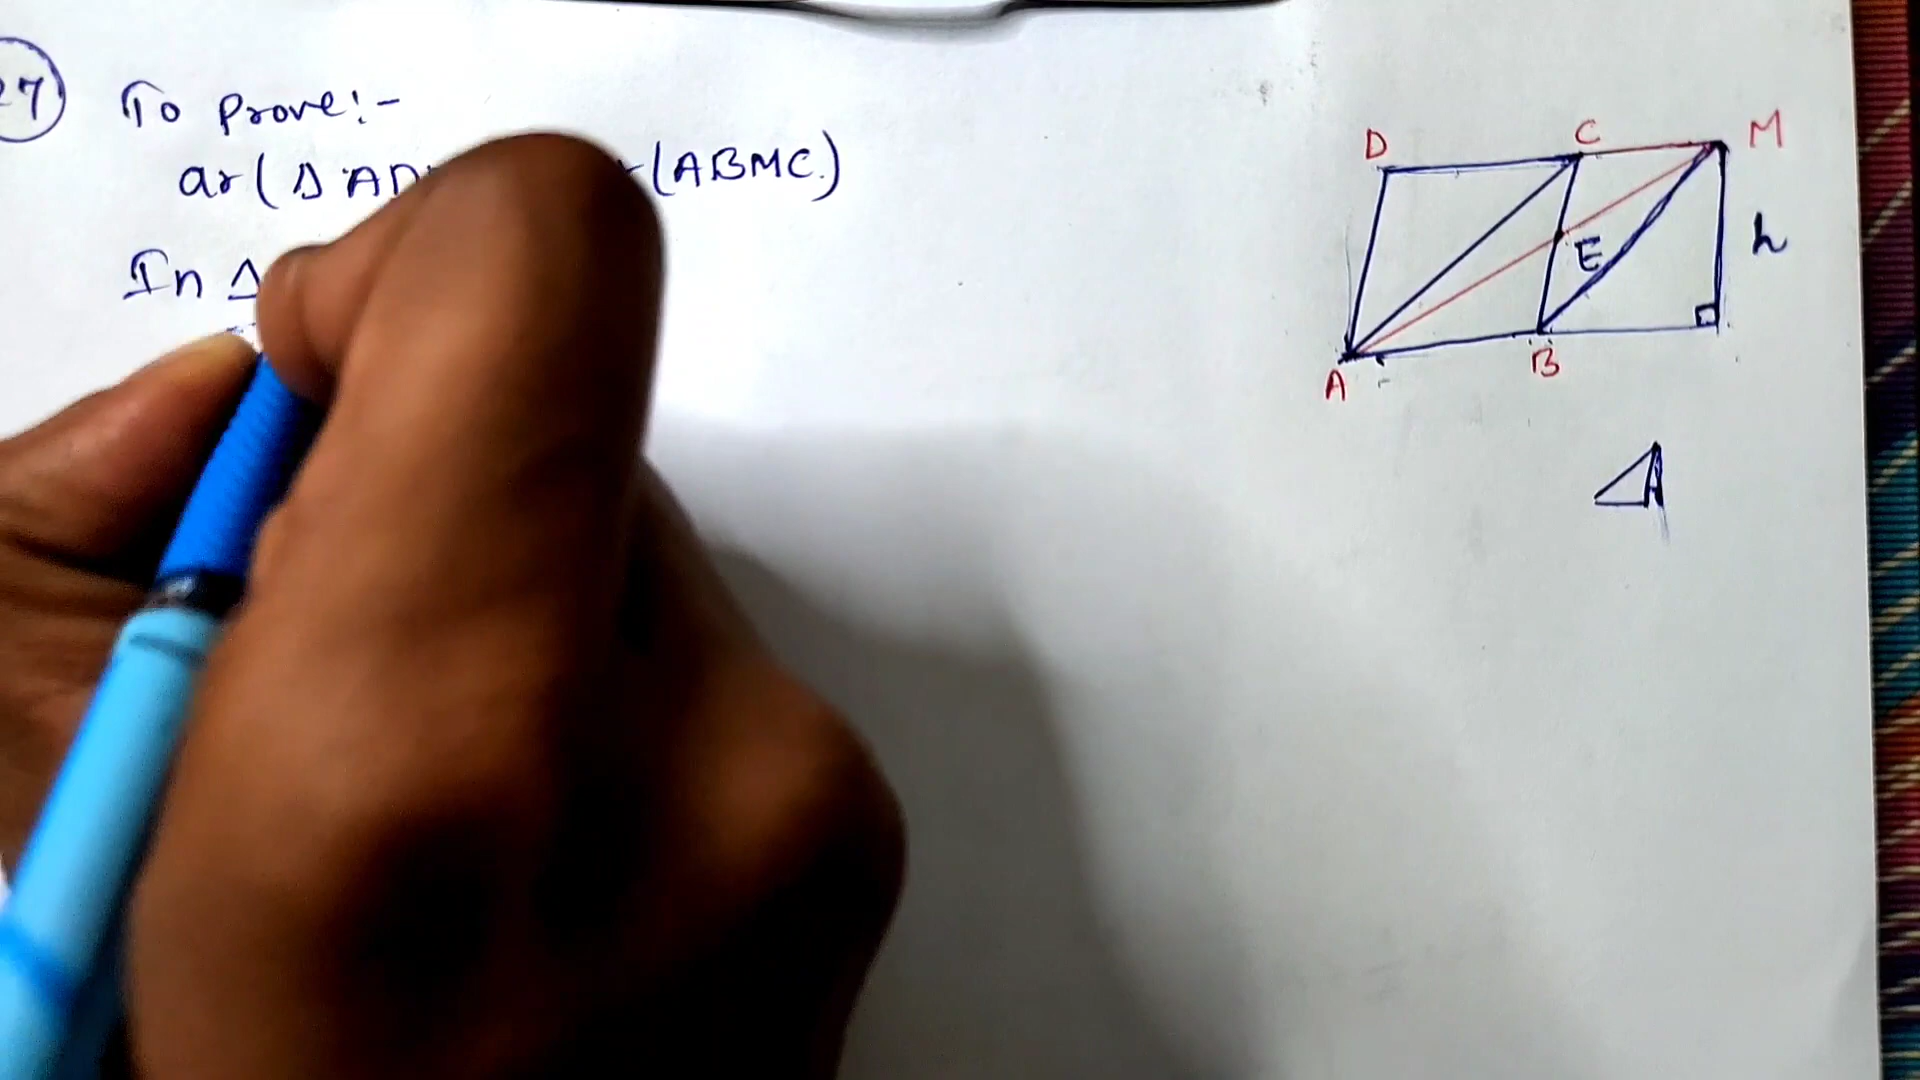 27 To prove:-
ar(Δ AD (ABMC)
In Δ
D C M
E h
A B